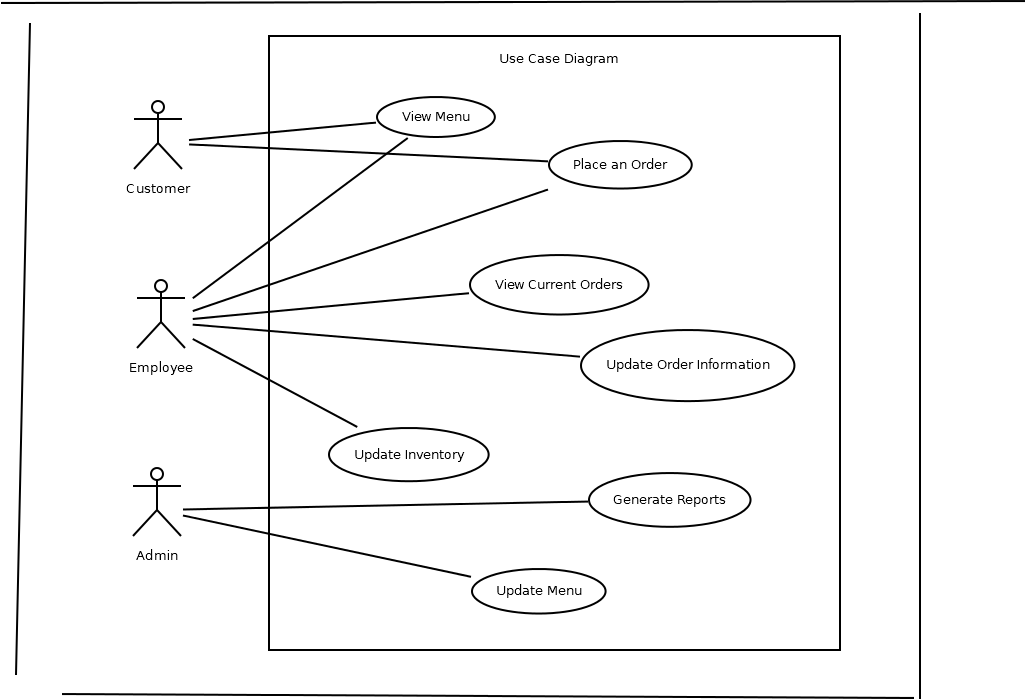 Use Case Diagram
View Menu
Place an Order
Customer
View Current Orders
Employee
Update Order Information
Update Inventory
Generate Reports
Admin
Update Menu